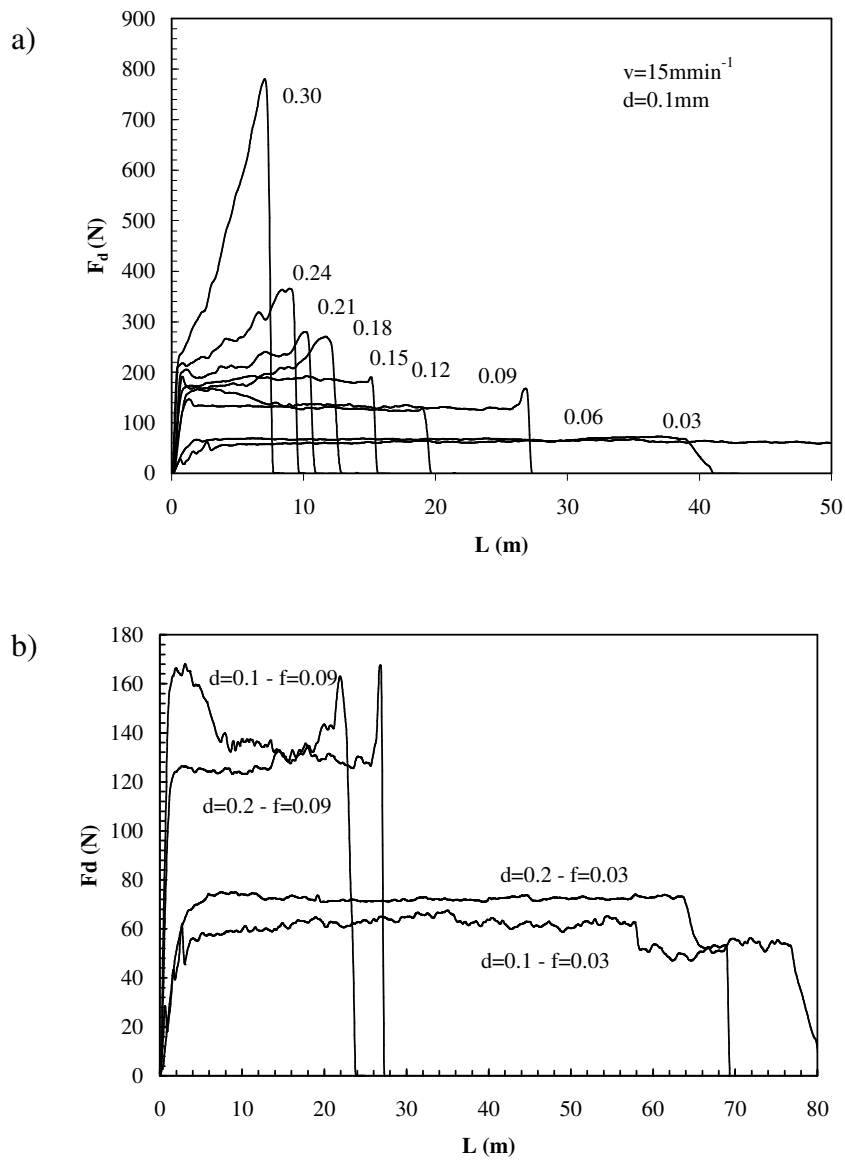 a)
900
800
700
600
500
400
300
200
100
0
F_d (N)
v=15mmin⁻¹
d=0.1mm
0.30
0.24
0.21
0.18
0.15
0.12
0.09
0.06
0.03
0 10 20 30 40 50
L (m)
b)
180
160
140
120
100
80
60
40
20
0
Fd (N)
d=0.1 - f=0.09
d=0.2 - f=0.09
d=0.2 - f=0.03
d=0.1 - f=0.03
0 10 20 30 40 50 60 70 80
L (m)